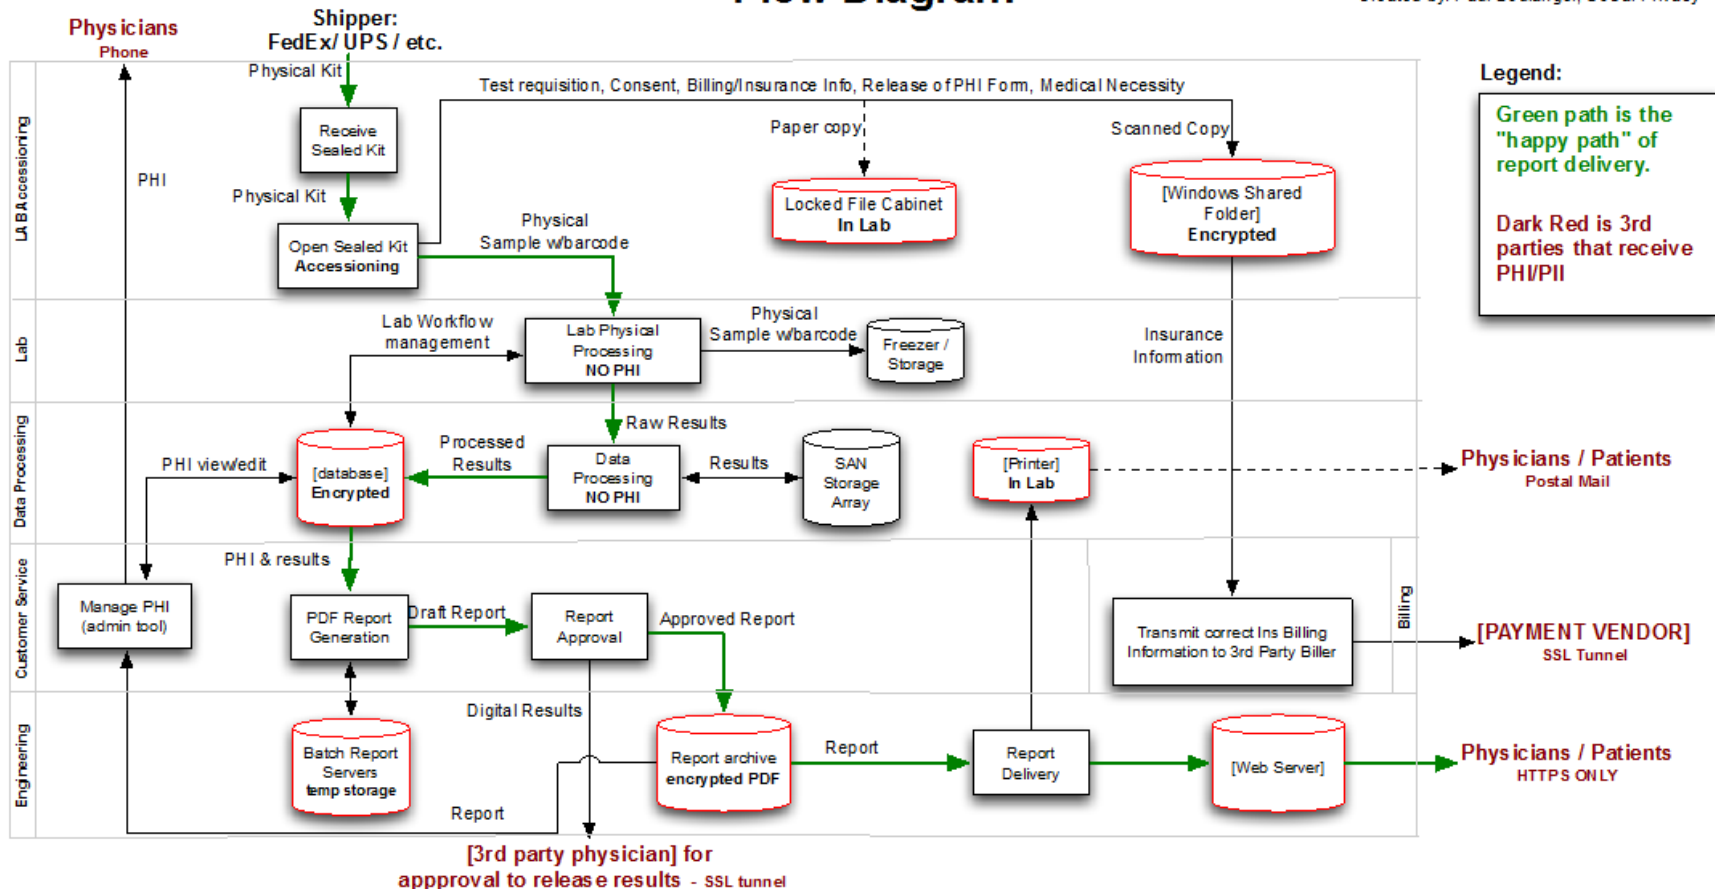 Flow Diagram
Physicians
Phone
Shipper:
FedEx/ UPS / etc.
Physical Kit
Test requisition, Consent, Billing/Insurance Info, Release of PHI Form, Medical Necessity
Legend:
Green path is the
"happy path" of
report delivery.
Dark Red is 3rd
parties that receive
PHI/PII
LAB Accessioning
Receive
Sealed Kit
Paper copy
Scanned Copy
PHI
Physical Kit
Locked File Cabinet
In Lab
[Windows Shared
Folder]
Encrypted
Open Sealed Kit
Accessioning
Physical
Sample w/barcode
Lab
Lab Workflow
management
Lab Physical
Processing
NO PHI
Physical
Sample w/barcode
Freezer /
Storage
Insurance
Information
Data Processing
Raw Results
PHI view/edit
[database]
Encrypted
Processed
Results
Data
Processing
NO PHI
Results
SAN
Storage
Array
[Printer]
In Lab
Physicians / Patients
Postal Mail
Customer Service
PHI & results
Manage PHI
(admin tool)
PDF Report
Generation
Draft Report
Report
Approval
Approved Report
Transmit correct Ins Billing
Information to 3rd Party Biller
Billing
[PAYMENT VENDOR]
SSL Tunnel
Engineering
Digital Results
Batch Report
Servers
temp storage
Report archive
encrypted PDF
Report
Report
Delivery
[Web Server]
Physicians / Patients
HTTPS ONLY
Report
[3rd party physician] for
appproval to release results - SSL tunnel